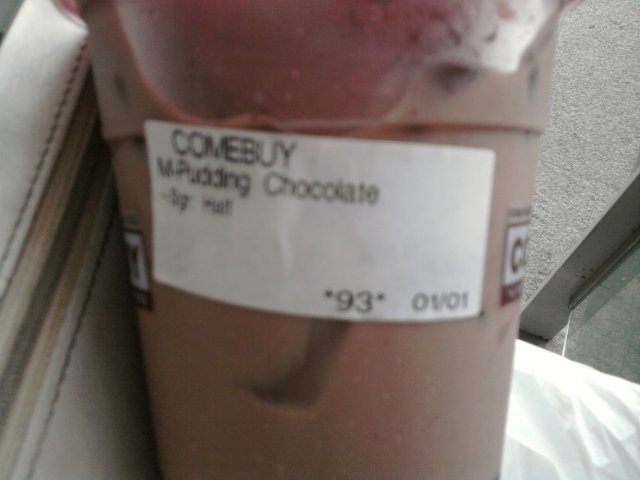 COMEBUY
M-Pudding Chocolate
-Sgr Half
*93* 01/01